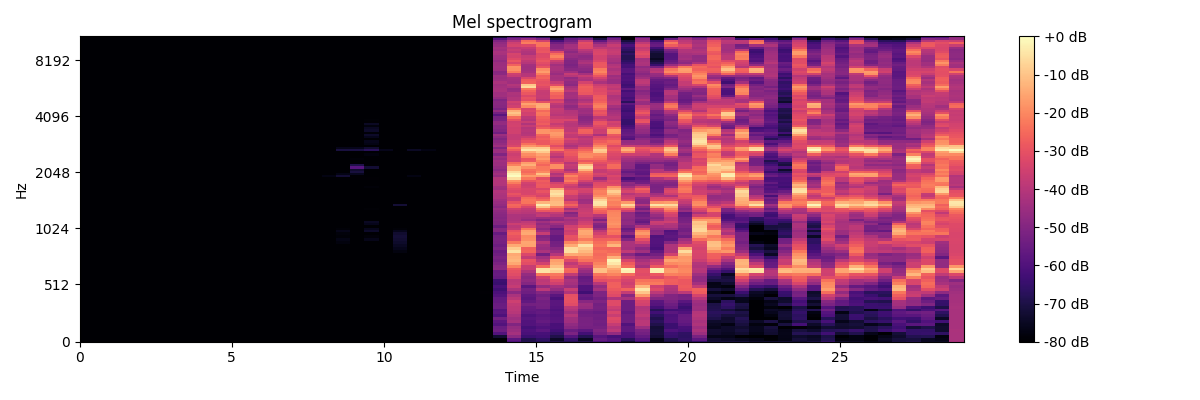 Mel spectrogram
Hz
8192
4096
2048
1024
512
0
0 5 10 15 20 25
Time
+0 dB
-10 dB
-20 dB
-30 dB
-40 dB
-50 dB
-60 dB
-70 dB
-80 dB